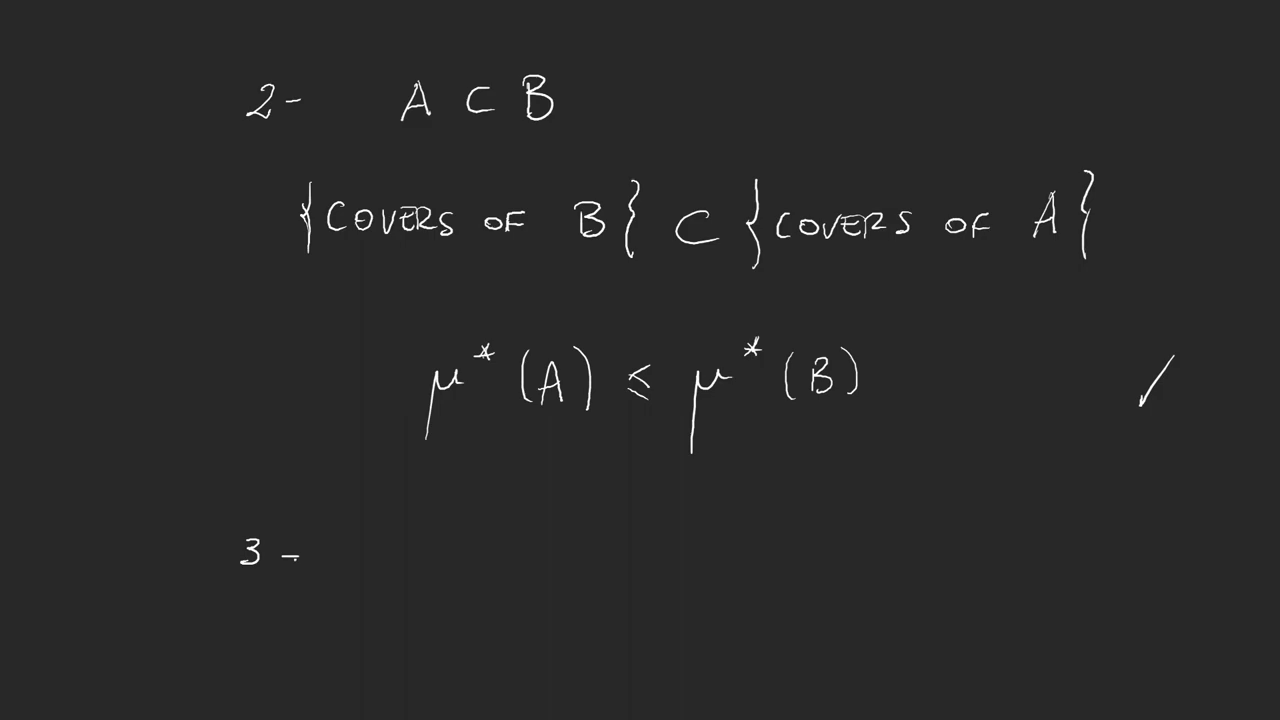 2- A ⊂ B
{COVERS OF B} ⊂ {COVERS OF A}
μ*(A) ≤ μ*(B) ✓
3 -